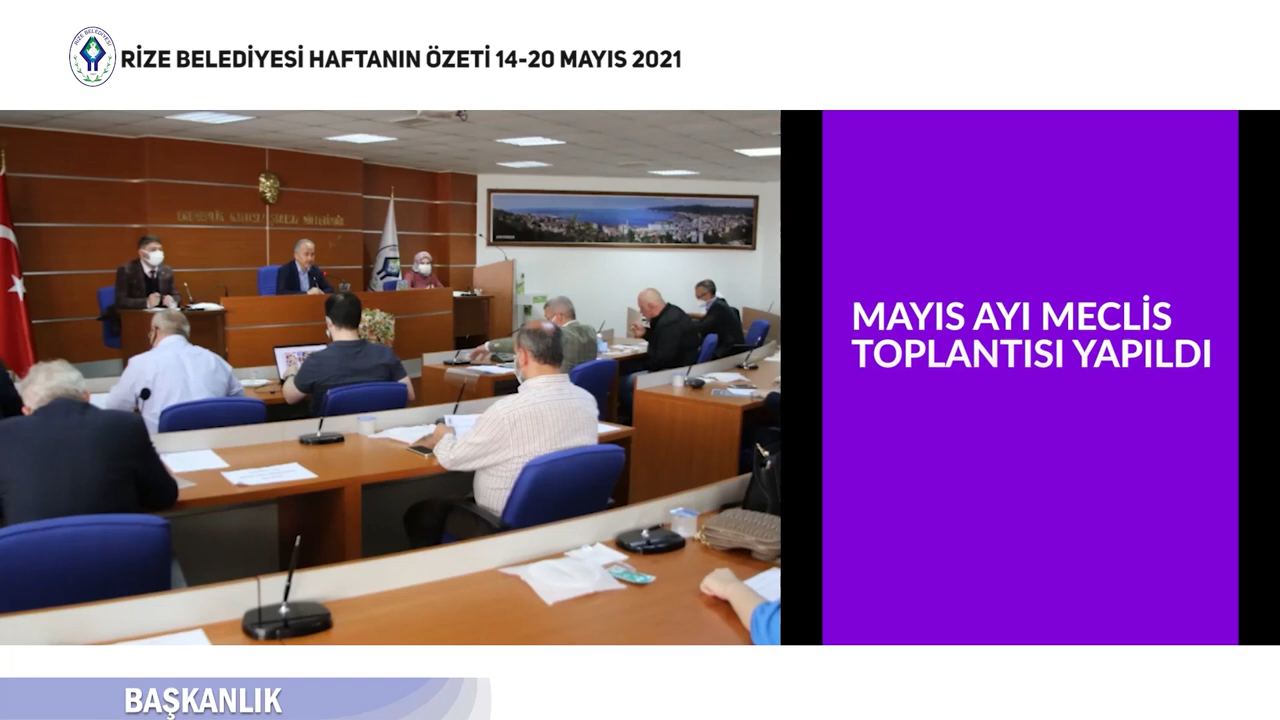 RİZE BELEDİYESİ HAFTANIN ÖZETİ 14-20 MAYIS 2021
MAYIS AYI MECLİS
TOPLANTISI YAPILDI
BAŞKANLIK